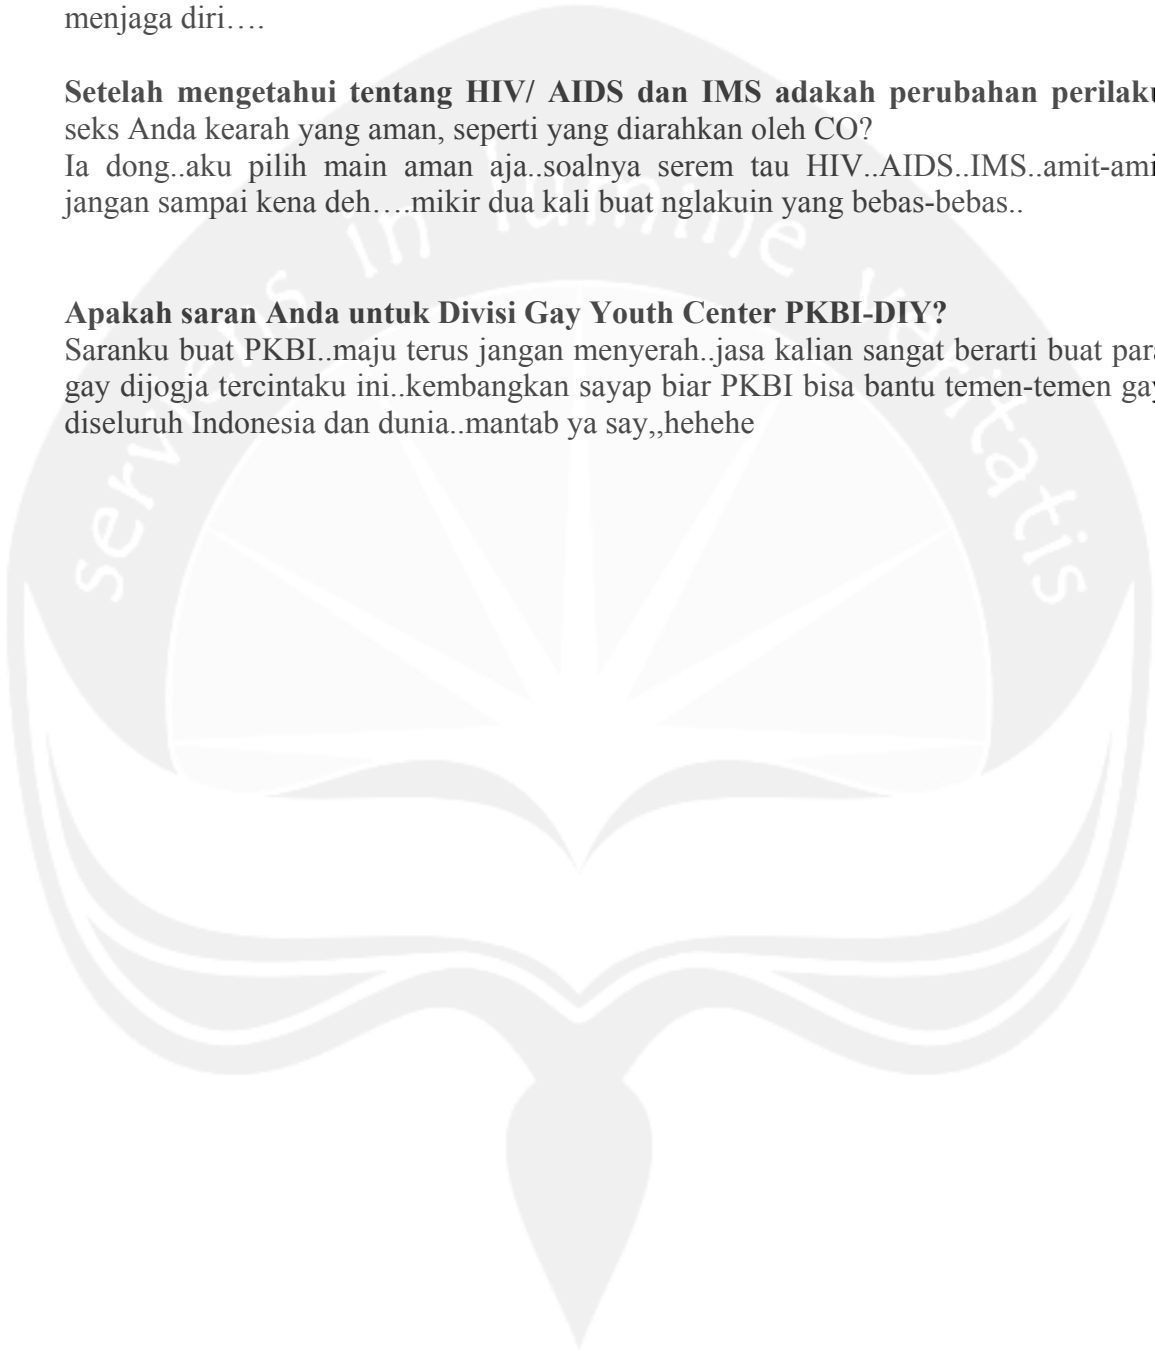 menjaga diri….
Setelah mengetahui tentang HIV/ AIDS dan IMS adakah perubahan perilaku
seks Anda kearah yang aman, seperti yang diarahkan oleh CO?
Ia dong..aku pilih main aman aja..soalnya serem tau HIV..AIDS..IMS..amit-ami
jangan sampai kena deh….mikir dua kali buat nglakuin yang bebas-bebas..
Apakah saran Anda untuk Divisi Gay Youth Center PKBI-DIY?
Saranku buat PKBI..maju terus jangan menyerah..jasa kalian sangat berarti buat para
gay dijogja tercintaku ini..kembangkan sayap biar PKBI bisa bantu temen-temen gay
diseluruh Indonesia dan dunia..mantab ya say,,hehehe
serviens in lumine veritatis